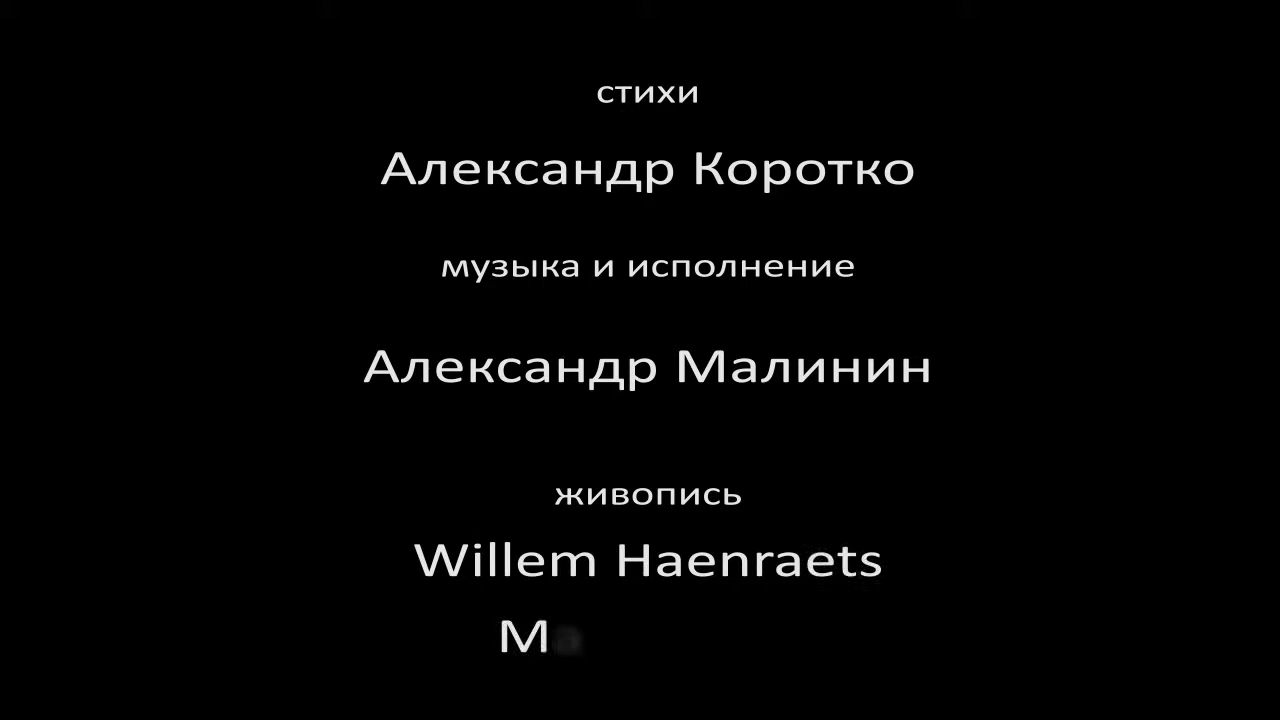 стихи
Александр Коротко
музыка и исполнение
Александр Малинин
живопись
Willem Haenraets